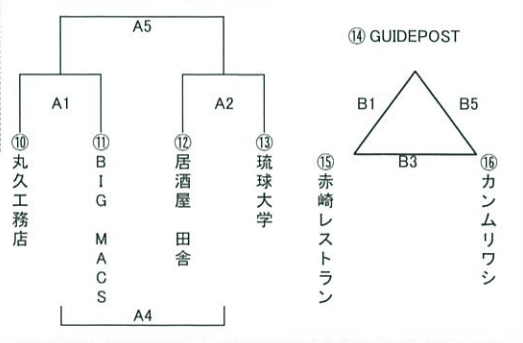 A5
⑭ GUIDEPOST
A1
A2
B1
B5
B3
⑩丸久工務店
⑪BIG MACS
⑫居酒屋 田舎
⑬琉球大学
⑮赤崎レストラン
⑯カンムリワシ
A4